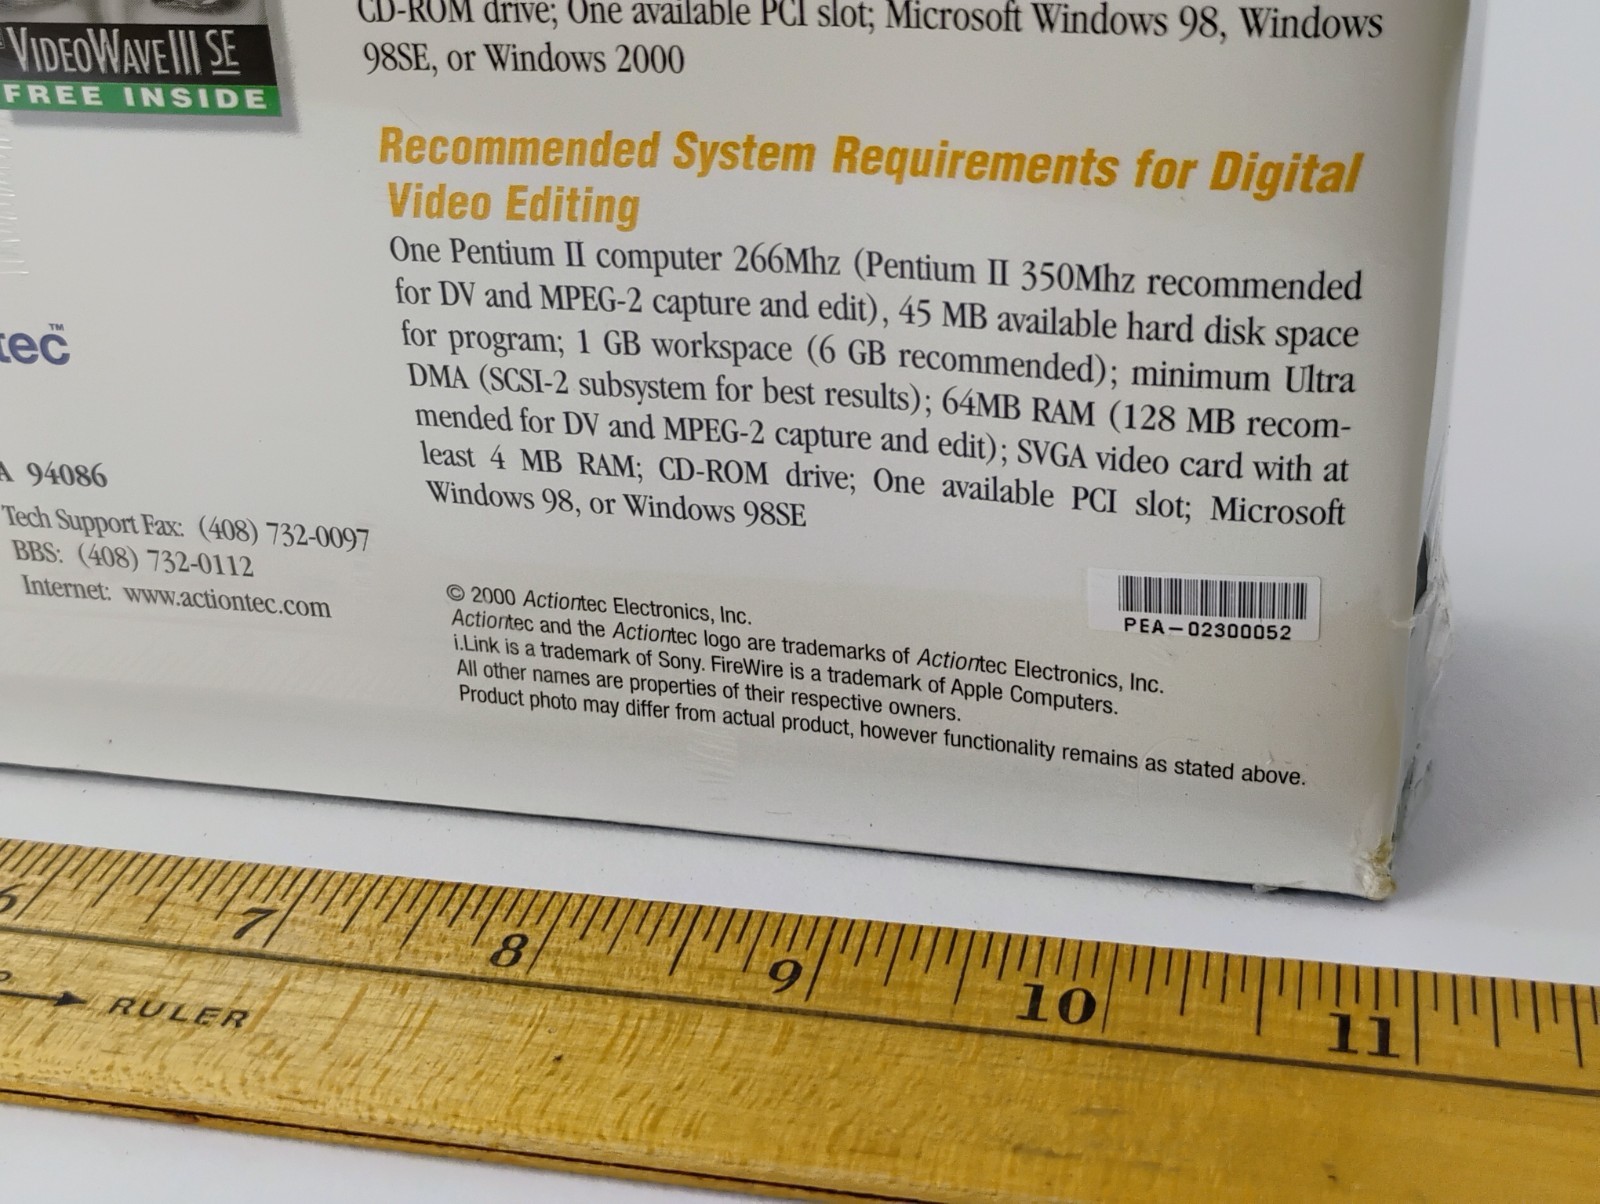 CD-ROM drive; One available PCI slot; Microsoft Windows 98, Windows
98SE, or Windows 2000
VIDEOWAVE III SE
FREE INSIDE
Recommended System Requirements for Digital
Video Editing
One Pentium II computer 266Mhz (Pentium II 350Mhz recommended
for DV and MPEG-2 capture and edit), 45 MB available hard disk space
for program; 1 GB workspace (6 GB recommended); minimum Ultra
DMA (SCSI-2 subsystem for best results); 64MB RAM (128 MB recom-
mended for DV and MPEG-2 capture and edit); SVGA video card with at
least 4 MB RAM; CD-ROM drive; One available PCI slot; Microsoft
Windows 98, or Windows 98SE
tec™
A 94086
Tech Support Fax: (408) 732-0097
BBS: (408) 732-0112
Internet: www.actiontec.com
PEA-02300052
© 2000 Actiontec Electronics, Inc.
Actiontec and the Actiontec logo are trademarks of Actiontec Electronics, Inc.
i.Link is a trademark of Sony. FireWire is a trademark of Apple Computers.
All other names are properties of their respective owners.
Product photo may differ from actual product, however functionality remains as stated above.
6 7 8 9 10 11
RULER